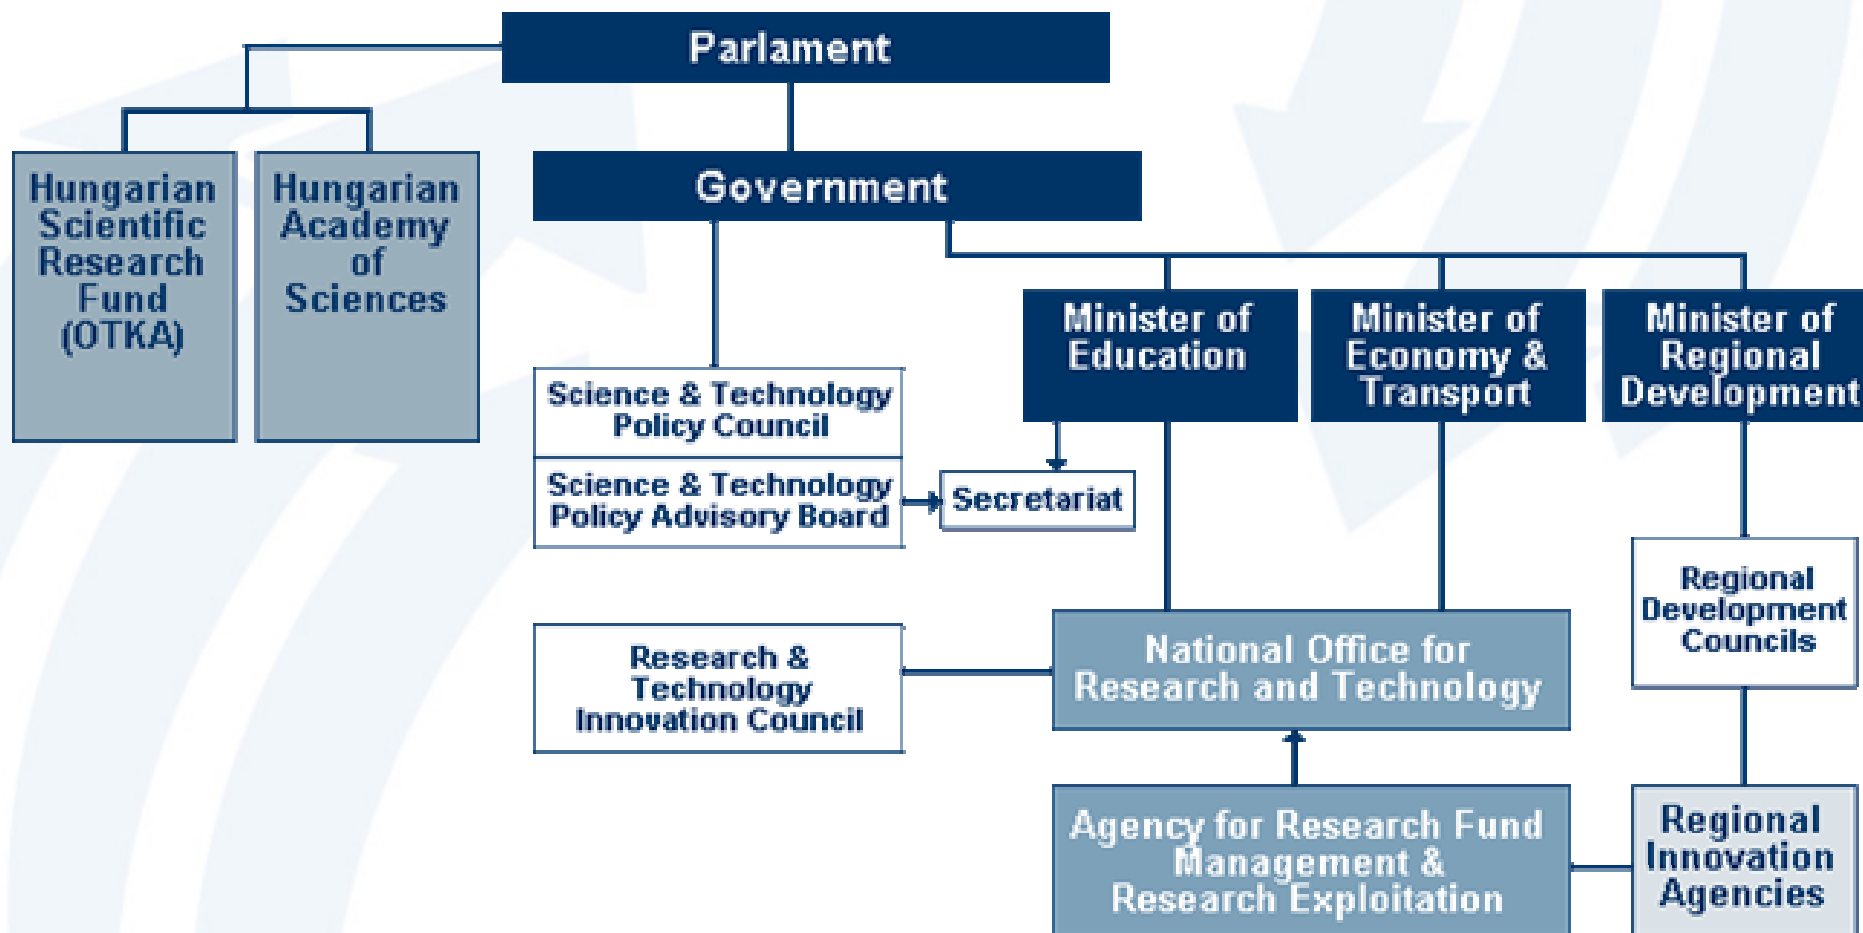 Parlament
Government
Hungarian
Scientific
Research
Fund
(OTKA)
Hungarian
Academy
of
Sciences
Minister of
Education
Minister of
Economy &
Transport
Minister of
Regional
Development
Science & Technology
Policy Council
Science & Technology
Policy Advisory Board
Secretariat
Regional
Development
Councils
Research &
Technology
Innovation Council
National Office for
Research and Technology
Agency for Research Fund
Management &
Research Exploitation
Regional
Innovation
Agencies